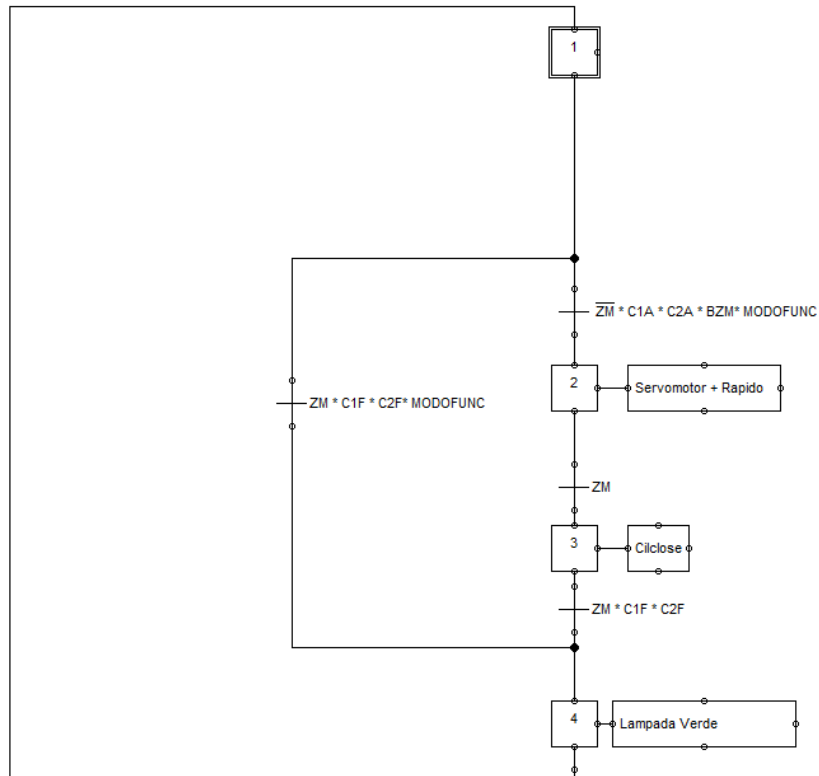 1
Z̅M̅ * C1A * C2A * BZM* MODOFUNC
2
Servomotor + Rapido
ZM * C1F * C2F* MODOFUNC
ZM
3
Cilclose
ZM * C1F * C2F
4
Lampada Verde